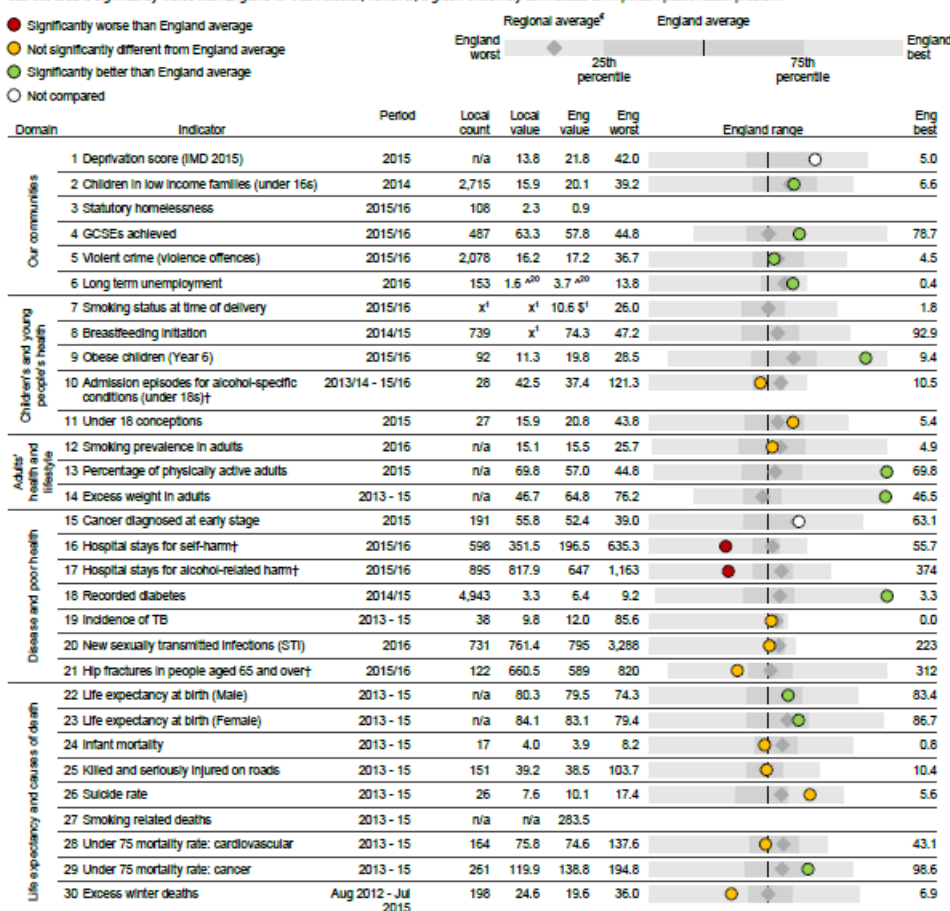 Significantly worse than England average
Not significantly different from England average
Significantly better than England average
Not compared
Regional average€ England average
England worst England best
25th percentile 75th percentile
Domain Indicator Period Local count Local value Eng value Eng worst England range Eng best
Our communities
1 Deprivation score (IMD 2015) 2015 n/a 13.8 21.8 42.0 5.0
2 Children in low income families (under 16s) 2014 2,715 15.9 20.1 39.2 6.6
3 Statutory homelessness 2015/16 108 2.3 0.9
4 GCSEs achieved 2015/16 487 63.3 57.8 44.8 78.7
5 Violent crime (violence offences) 2015/16 2,078 16.2 17.2 36.7 4.5
6 Long term unemployment 2016 153 1.6 ^20 3.7 ^20 13.8 0.4
Children's and young people's health
7 Smoking status at time of delivery 2015/16 x1 x1 10.6 $1 26.0 1.8
8 Breastfeeding initiation 2014/15 739 x1 74.3 47.2 92.9
9 Obese children (Year 6) 2015/16 92 11.3 19.8 28.5 9.4
10 Admission episodes for alcohol-specific conditions (under 18s)† 2013/14 - 15/16 28 42.5 37.4 121.3 10.5
11 Under 18 conceptions 2015 27 15.9 20.8 43.8 5.4
Adults' health and lifestyle
12 Smoking prevalence in adults 2016 n/a 15.1 15.5 25.7 4.9
13 Percentage of physically active adults 2015 n/a 69.8 57.0 44.8 69.8
14 Excess weight in adults 2013 - 15 n/a 46.7 64.8 76.2 46.5
Disease and poor health
15 Cancer diagnosed at early stage 2015 191 55.8 52.4 39.0 63.1
16 Hospital stays for self-harm† 2015/16 598 351.5 196.5 635.3 55.7
17 Hospital stays for alcohol-related harm† 2015/16 895 817.9 647 1,163 374
18 Recorded diabetes 2014/15 4,943 3.3 6.4 9.2 3.3
19 Incidence of TB 2013 - 15 38 9.8 12.0 85.6 0.0
20 New sexually transmitted infections (STI) 2016 731 761.4 795 3,288 223
21 Hip fractures in people aged 65 and over† 2015/16 122 660.5 589 820 312
Life expectancy and causes of death
22 Life expectancy at birth (Male) 2013 - 15 n/a 80.3 79.5 74.3 83.4
23 Life expectancy at birth (Female) 2013 - 15 n/a 84.1 83.1 79.4 86.7
24 Infant mortality 2013 - 15 17 4.0 3.9 8.2 0.8
25 Killed and seriously injured on roads 2013 - 15 151 39.2 38.5 103.7 10.4
26 Suicide rate 2013 - 15 26 7.6 10.1 17.4 5.6
27 Smoking related deaths 2013 - 15 n/a n/a 283.5
28 Under 75 mortality rate: cardiovascular 2013 - 15 164 75.8 74.6 137.6 43.1
29 Under 75 mortality rate: cancer 2013 - 15 261 119.9 138.8 194.8 98.6
30 Excess winter deaths Aug 2012 - Jul 2015 198 24.6 19.6 36.0 6.9